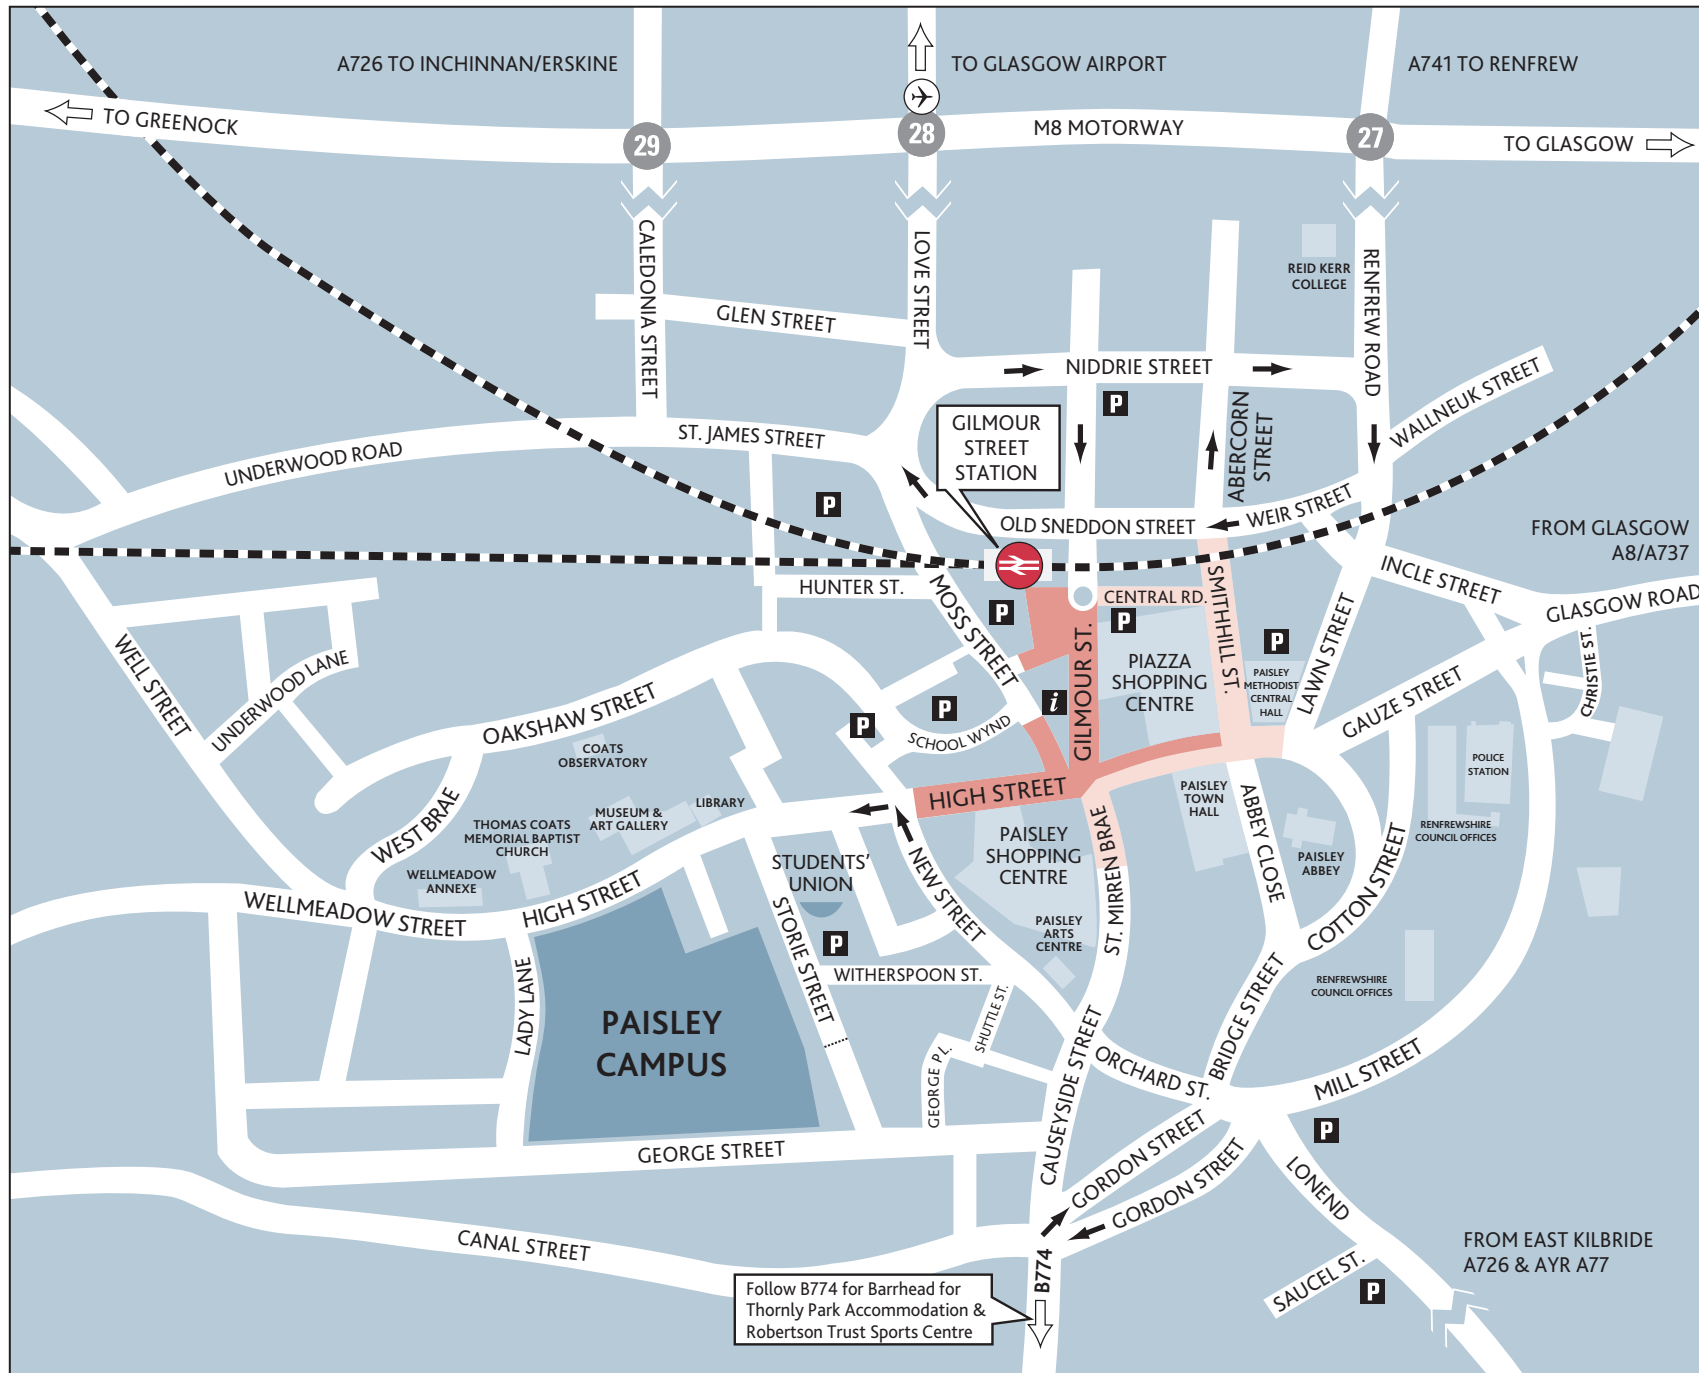 A726 TO INCHINNAN/ERSKINE
TO GLASGOW AIRPORT
A741 TO RENFREW
TO GREENOCK
29
28
M8 MOTORWAY
27
TO GLASGOW
CALEDONIA STREET
LOVE STREET
RENFREW ROAD
REID KERR
COLLEGE
GLEN STREET
NIDDRIE STREET
WALLNEUK STREET
P
ABERCORN
STREET
GILMOUR
STREET
STATION
ST. JAMES STREET
UNDERWOOD ROAD
P
OLD SNEDDON STREET
WEIR STREET
FROM GLASGOW
A8/A737
HUNTER ST.
MOSS STREET
P
CENTRAL RD.
P
SMITHHILL ST.
P
INCLE STREET
GLASGOW ROAD
CHRISTIE ST.
LAWN STREET
WELL STREET
UNDERWOOD LANE
OAKSHAW STREET
GILMOUR ST.
PIAZZA
SHOPPING
CENTRE
PAISLEY
METHODIST
CENTRAL
HALL
GAUZE STREET
i
P
P
SCHOOL WYND
COATS
OBSERVATORY
POLICE
STATION
HIGH STREET
PAISLEY
TOWN
HALL
ABBEY CLOSE
WEST BRAE
LIBRARY
MUSEUM &
ART GALLERY
THOMAS COATS
MEMORIAL BAPTIST
CHURCH
RENFREWSHIRE
COUNCIL OFFICES
PAISLEY
SHOPPING
CENTRE
ST. MIRREN BRAE
PAISLEY
ABBEY
COTTON STREET
STUDENTS'
UNION
NEW STREET
WELLMEADOW
ANNEXE
HIGH STREET
WELLMEADOW STREET
STORIE STREET
P
PAISLEY
ARTS
CENTRE
WITHERSPOON ST.
RENFREWSHIRE
COUNCIL OFFICES
BRIDGE STREET
LADY LANE
PAISLEY
CAMPUS
SHUTTLE ST.
GEORGE PL.
CAUSEYSIDE STREET
ORCHARD ST.
MILL STREET
P
GEORGE STREET
GORDON STREET
GORDON STREET
LONEND
CANAL STREET
B774
FROM EAST KILBRIDE
A726 & AYR A77
SAUCEL ST.
P
Follow B774 for Barrhead for
Thornly Park Accommodation &
Robertson Trust Sports Centre